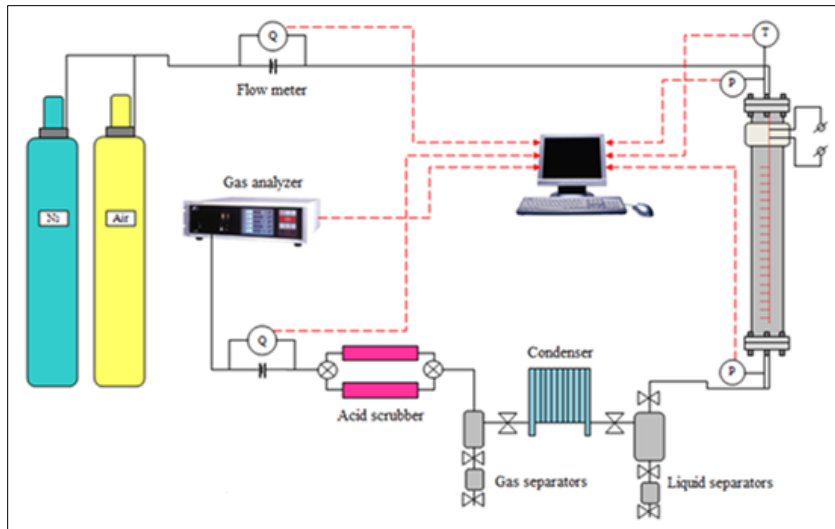 Q
T
Flow meter
P
Gas analyzer
N2
Air
Q
Condenser
P
Acid scrubber
Gas separators
Liquid separators